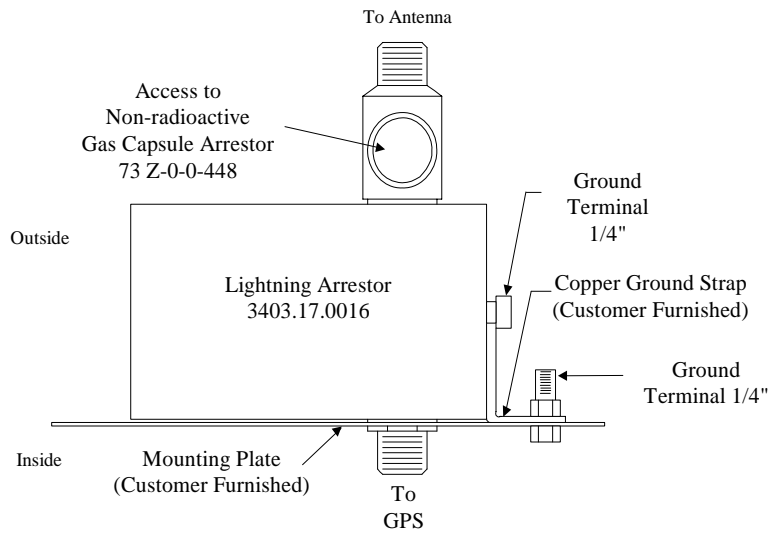 To Antenna
Access to
Non-radioactive
Gas Capsule Arrestor
73 Z-0-0-448
Ground
Terminal
1/4"
Outside
Lightning Arrestor
3403.17.0016
Copper Ground Strap
(Customer Furnished)
Ground
Terminal 1/4"
Inside
Mounting Plate
(Customer Furnished)
To
GPS